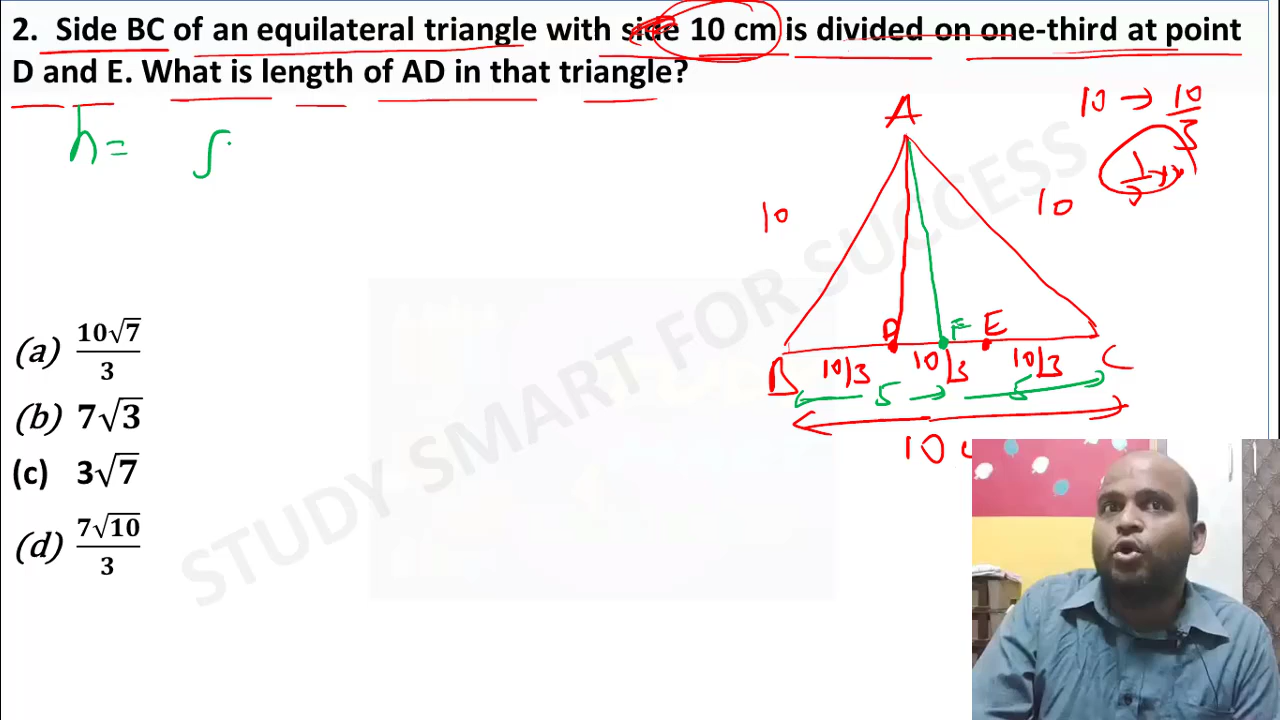 2. Side BC of an equilateral triangle with side 10 cm is divided on one-third at point
D and E. What is length of AD in that triangle?
h =
A
10 → 10/3
10
10
D
F
E
B
10/3
10/3
10/3
C
5
5
10
(a) 10√7/3
(b) 7√3
(c) 3√7
(d) 7√10/3
STUDY SMART FOR SUCCESS